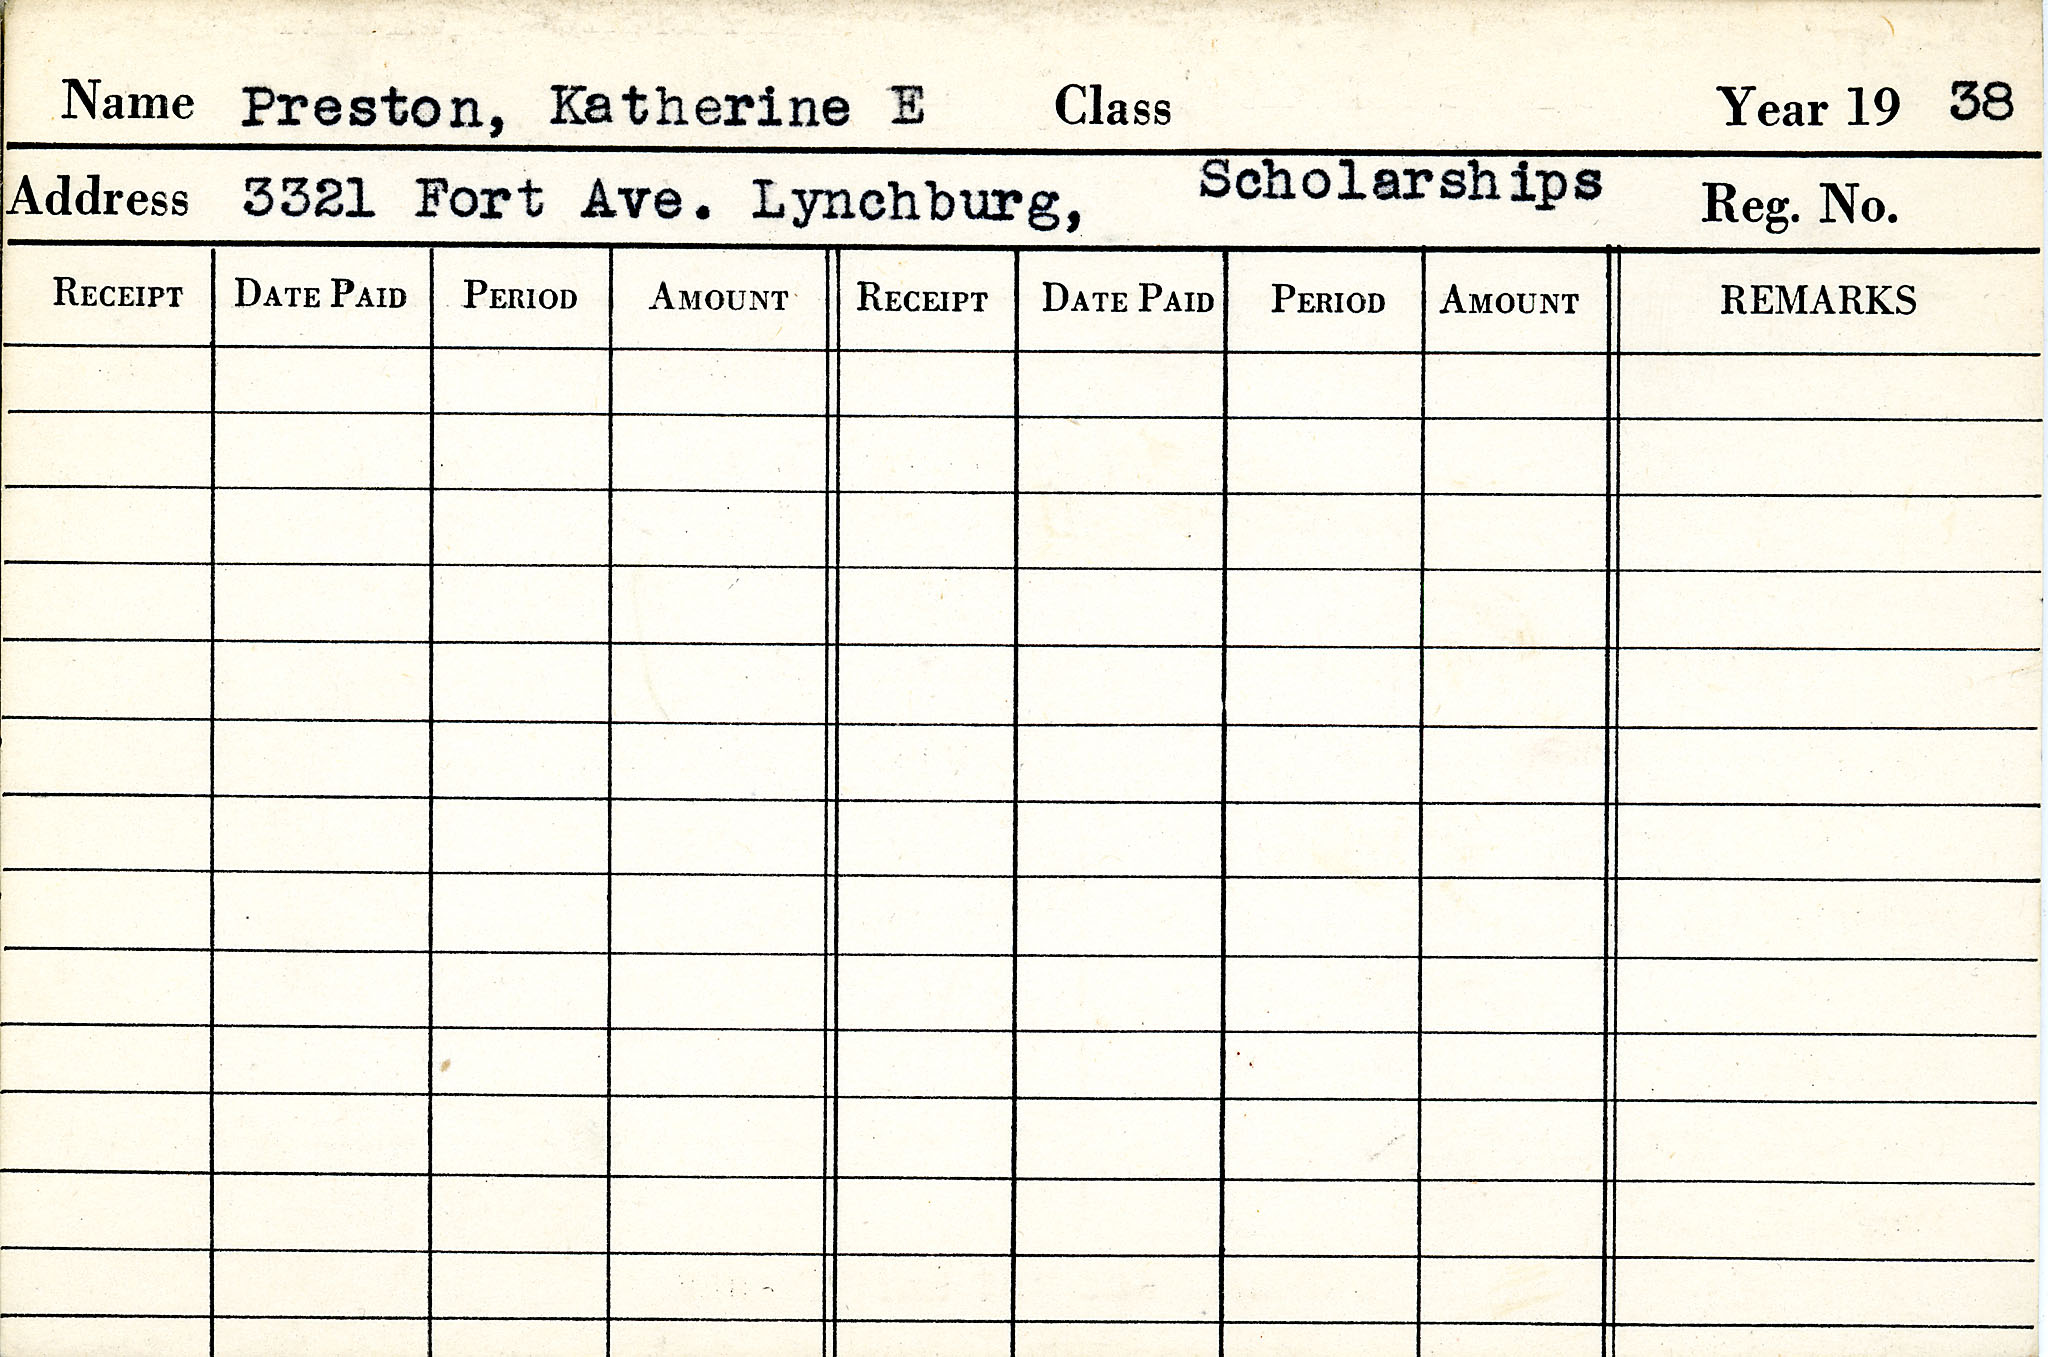 Name Preston, Katherine E Class Year 19 38
Address 3321 Fort Ave. Lynchburg, Scholarships Reg. No.
RECEIPT DATE PAID PERIOD AMOUNT RECEIPT DATE PAID PERIOD AMOUNT REMARKS